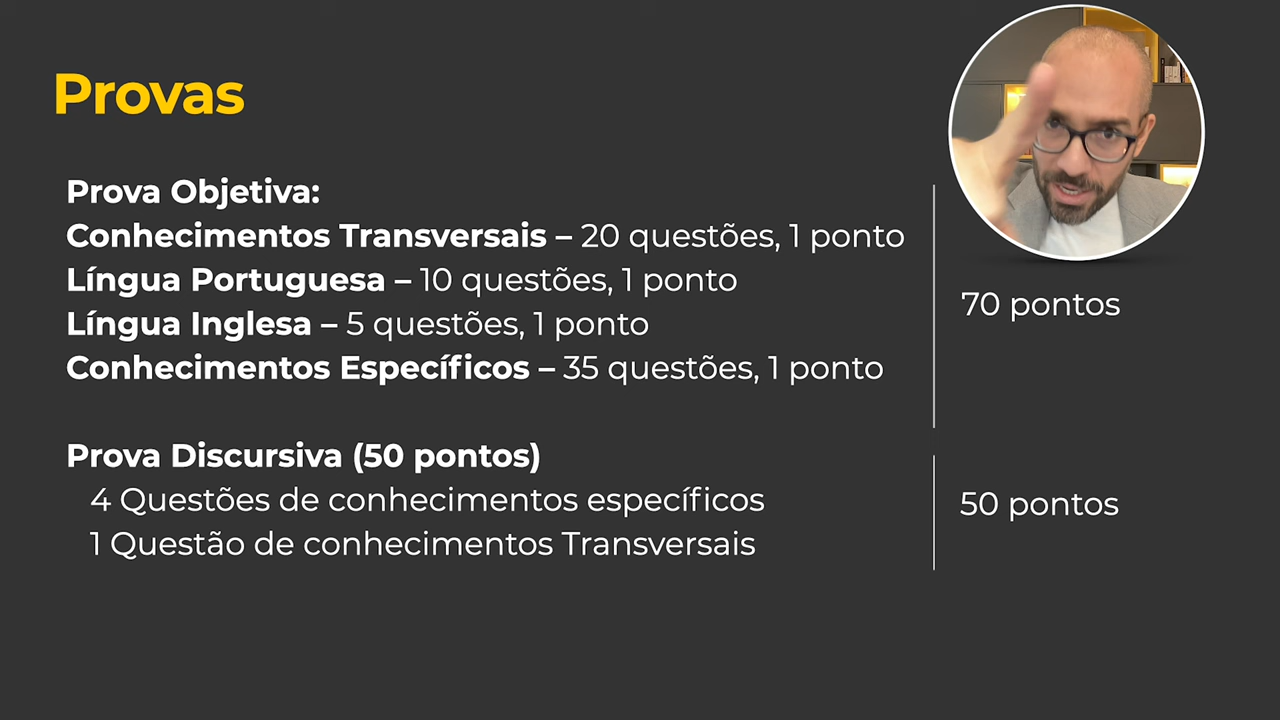 Provas
Prova Objetiva:
Conhecimentos Transversais – 20 questões, 1 ponto
Língua Portuguesa – 10 questões, 1 ponto
Língua Inglesa – 5 questões, 1 ponto
Conhecimentos Específicos – 35 questões, 1 ponto
70 pontos
Prova Discursiva (50 pontos)
4 Questões de conhecimentos específicos
1 Questão de conhecimentos Transversais
50 pontos